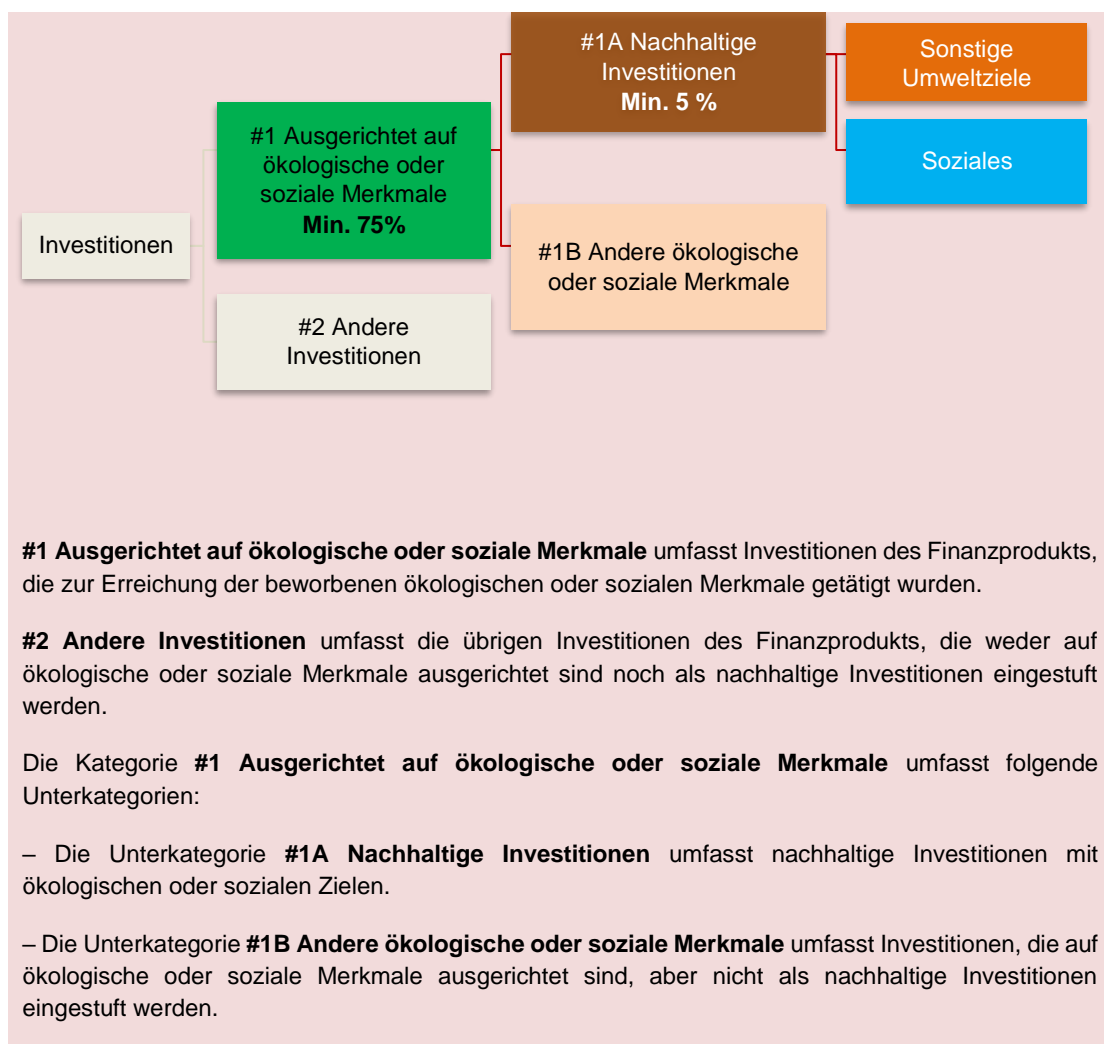 #1A Nachhaltige
Investitionen
Min. 5 %
Sonstige
Umweltziele
#1 Ausgerichtet auf
ökologische oder
soziale Merkmale
Min. 75%
Soziales
Investitionen
#1B Andere ökologische
oder soziale Merkmale
#2 Andere
Investitionen
#1 Ausgerichtet auf ökologische oder soziale Merkmale umfasst Investitionen des Finanzprodukts,
die zur Erreichung der beworbenen ökologischen oder sozialen Merkmale getätigt wurden.
#2 Andere Investitionen umfasst die übrigen Investitionen des Finanzprodukts, die weder auf
ökologische oder soziale Merkmale ausgerichtet sind noch als nachhaltige Investitionen eingestuft
werden.
Die Kategorie #1 Ausgerichtet auf ökologische oder soziale Merkmale umfasst folgende
Unterkategorien:
– Die Unterkategorie #1A Nachhaltige Investitionen umfasst nachhaltige Investitionen mit
ökologischen oder sozialen Zielen.
– Die Unterkategorie #1B Andere ökologische oder soziale Merkmale umfasst Investitionen, die auf
ökologische oder soziale Merkmale ausgerichtet sind, aber nicht als nachhaltige Investitionen
eingestuft werden.